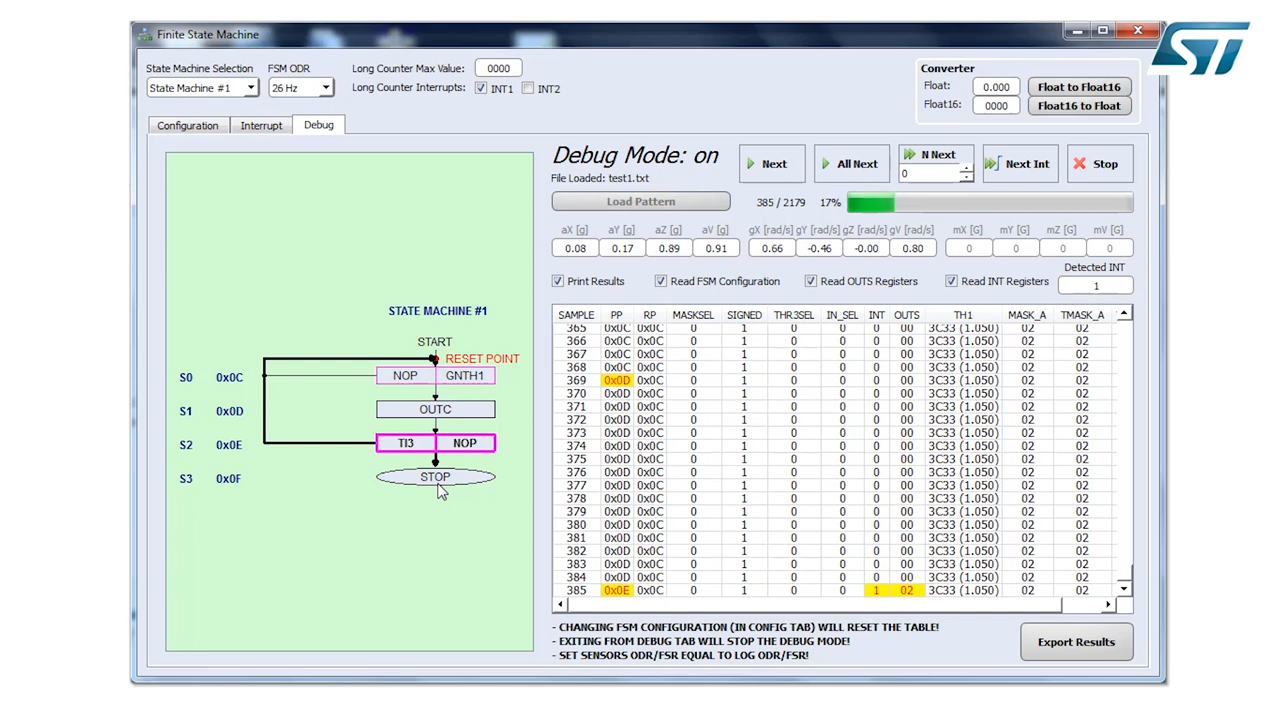 Finite State Machine
ST
State Machine Selection FSM ODR Long Counter Max Value: 0000
State Machine #1 26 Hz Long Counter Interrupts: INT1 INT2
Converter
Float: 0.000 Float to Float16
Float16: 0000 Float16 to Float
Configuration Interrupt Debug
Debug Mode: on
File Loaded: test1.txt
Next All Next N Next 0 Next Int Stop
Load Pattern 385 / 2179 17%
aX [g] aY [g] aZ [g] aV [g] gX [rad/s] gY [rad/s] gZ [rad/s] gV [rad/s] mX [G] mY [G] mZ [G] mV [G]
0.08 0.17 0.89 0.91 0.66 -0.46 -0.00 0.80 0 0 0 0
Detected INT
Print Results Read FSM Configuration Read OUTS Registers Read INT Registers 1
STATE MACHINE #1
START
RESET POINT
S0 0x0C NOP GNTH1
S1 0x0D OUTC
S2 0x0E TI3 NOP
S3 0x0F STOP
SAMPLE PP RP MASKSEL SIGNED THR3SEL IN_SEL INT OUTS TH1 MASK_A TMASK_A
365 0x0C 0x0C 0 1 0 0 0 00 3C33 (1.050) 02 02
366 0x0C 0x0C 0 1 0 0 0 00 3C33 (1.050) 02 02
367 0x0C 0x0C 0 1 0 0 0 00 3C33 (1.050) 02 02
368 0x0C 0x0C 0 1 0 0 0 00 3C33 (1.050) 02 02
369 0x0D 0x0C 0 1 0 0 0 00 3C33 (1.050) 02 02
370 0x0D 0x0C 0 1 0 0 0 00 3C33 (1.050) 02 02
371 0x0D 0x0C 0 1 0 0 0 00 3C33 (1.050) 02 02
372 0x0D 0x0C 0 1 0 0 0 00 3C33 (1.050) 02 02
373 0x0D 0x0C 0 1 0 0 0 00 3C33 (1.050) 02 02
374 0x0D 0x0C 0 1 0 0 0 00 3C33 (1.050) 02 02
375 0x0D 0x0C 0 1 0 0 0 00 3C33 (1.050) 02 02
376 0x0D 0x0C 0 1 0 0 0 00 3C33 (1.050) 02 02
377 0x0D 0x0C 0 1 0 0 0 00 3C33 (1.050) 02 02
378 0x0D 0x0C 0 1 0 0 0 00 3C33 (1.050) 02 02
379 0x0D 0x0C 0 1 0 0 0 00 3C33 (1.050) 02 02
380 0x0D 0x0C 0 1 0 0 0 00 3C33 (1.050) 02 02
381 0x0D 0x0C 0 1 0 0 0 00 3C33 (1.050) 02 02
382 0x0D 0x0C 0 1 0 0 0 00 3C33 (1.050) 02 02
383 0x0D 0x0C 0 1 0 0 0 00 3C33 (1.050) 02 02
384 0x0D 0x0C 0 1 0 0 0 00 3C33 (1.050) 02 02
385 0x0E 0x0C 0 1 0 0 1 02 3C33 (1.050) 02 02
- CHANGING FSM CONFIGURATION (IN CONFIG TAB) WILL RESET THE TABLE!
- EXITING FROM DEBUG TAB WILL STOP THE DEBUG MODE!
- SET SENSORS ODR/FSR EQUAL TO LOG ODR/FSR!
Export Results